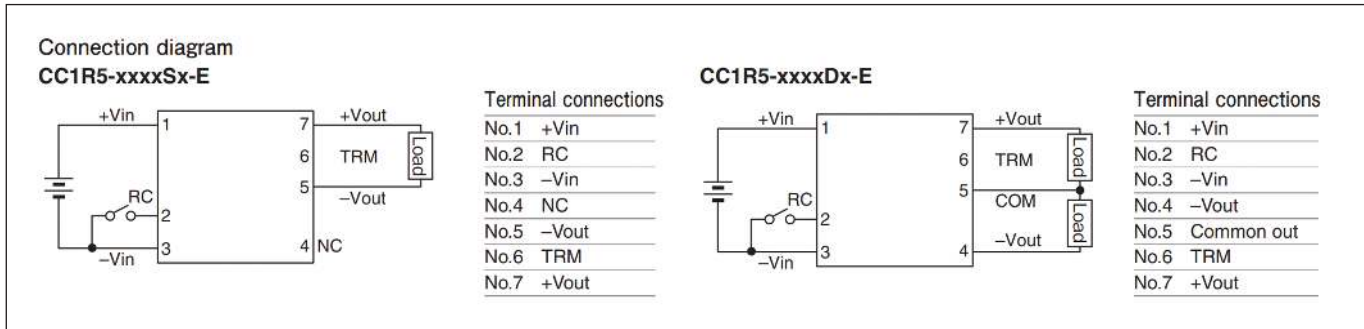 Connection diagram
CC1R5-xxxxSx-E
+Vin
1
7
+Vout
6
TRM
Load
5
–Vout
RC
2
3
–Vin
4
NC
Terminal connections
No.1 +Vin
No.2 RC
No.3 –Vin
No.4 NC
No.5 –Vout
No.6 TRM
No.7 +Vout
CC1R5-xxxxDx-E
+Vin
1
7
+Vout
6
TRM
Load
5
COM
RC
2
Load
–Vout
3
–Vin
4
Terminal connections
No.1 +Vin
No.2 RC
No.3 –Vin
No.4 –Vout
No.5 Common out
No.6 TRM
No.7 +Vout